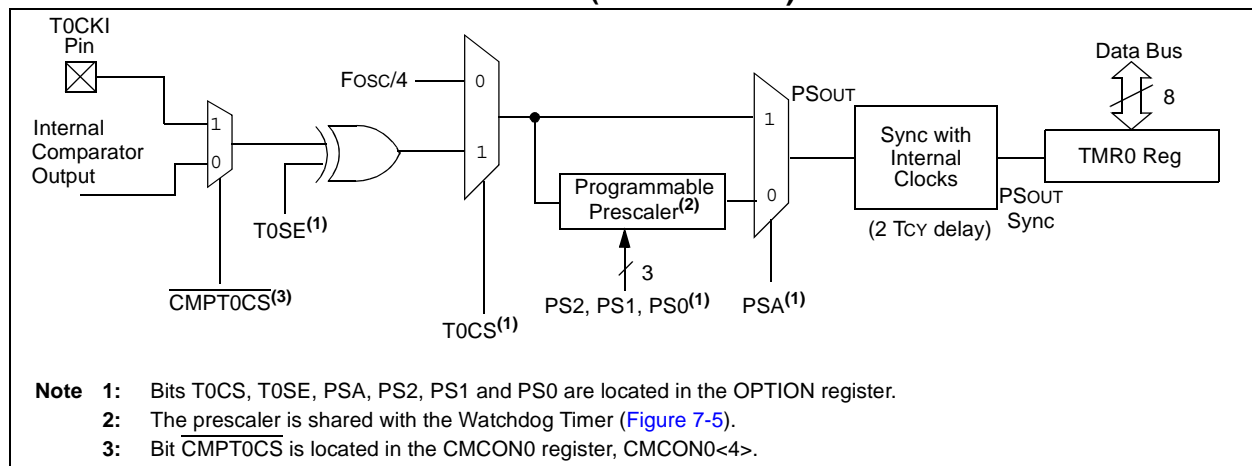 T0CKI
Pin
Internal
Comparator
Output
1
0
CMPT0CS(3)
T0SE(1)
FOSC/4
0
1
T0CS(1)
Programmable
Prescaler(2)
3
PS2, PS1, PS0(1)
1
0
PSA(1)
PSOUT
Sync with
Internal
Clocks
(2 TCY delay)
PSOUT
Sync
Data Bus
8
TMR0 Reg
Note 1: Bits T0CS, T0SE, PSA, PS2, PS1 and PS0 are located in the OPTION register.
2: The prescaler is shared with the Watchdog Timer (Figure 7-5).
3: Bit CMPT0CS is located in the CMCON0 register, CMCON0<4>.